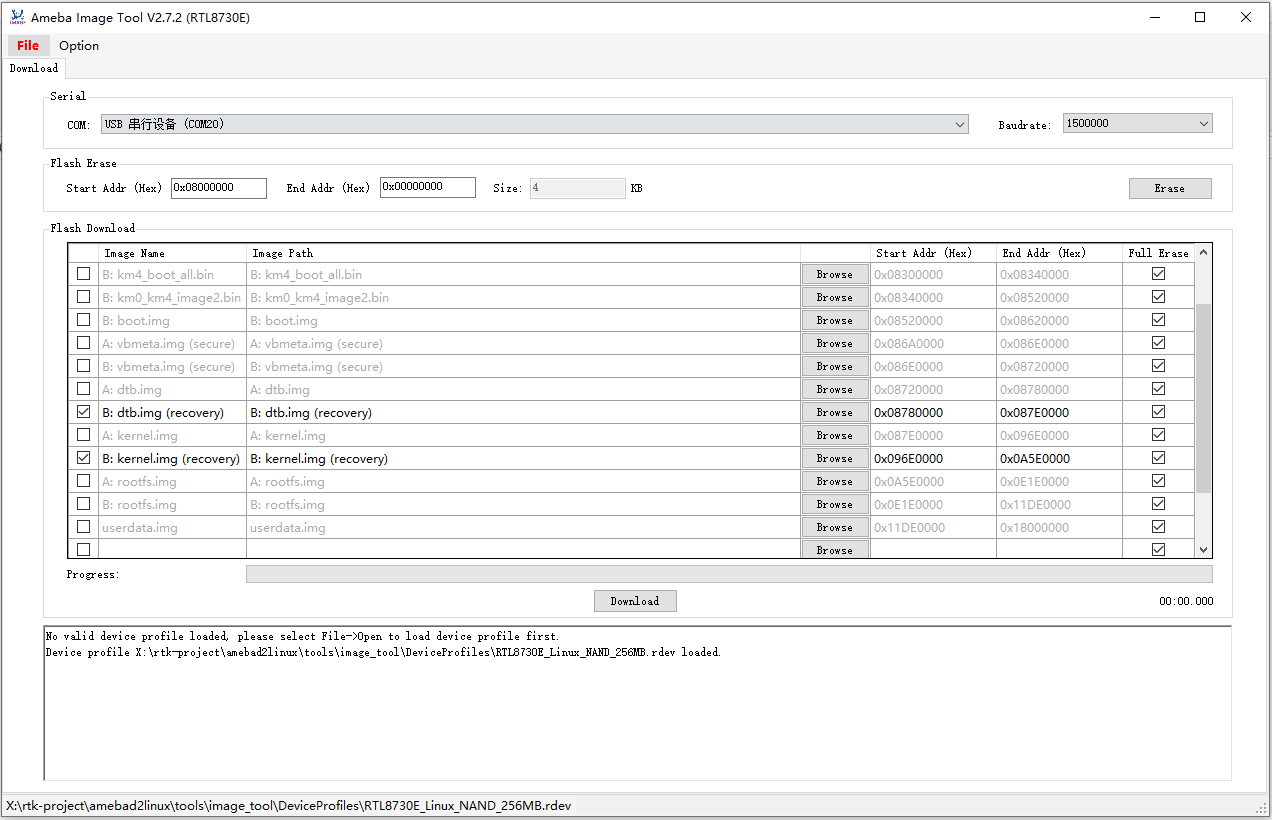 Ameba Image Tool V2.7.2 (RTL8730E)
File Option
Download
Serial
COM: USB 串行设备 (COM20) Baudrate: 1500000
Flash Erase
Start Addr (Hex) 0x08000000 End Addr (Hex) 0x00000000 Size: 4 KB Erase
Flash Download
Image Name Image Path Start Addr (Hex) End Addr (Hex) Full Erase
B: km4_boot_all.bin B: km4_boot_all.bin Browse 0x08300000 0x08340000
B: km0_km4_image2.bin B: km0_km4_image2.bin Browse 0x08340000 0x08520000
B: boot.img B: boot.img Browse 0x08520000 0x08620000
A: vbmeta.img (secure) A: vbmeta.img (secure) Browse 0x086A0000 0x086E0000
B: vbmeta.img (secure) B: vbmeta.img (secure) Browse 0x086E0000 0x08720000
A: dtb.img A: dtb.img Browse 0x08720000 0x08780000
B: dtb.img (recovery) B: dtb.img (recovery) Browse 0x08780000 0x087E0000
A: kernel.img A: kernel.img Browse 0x087E0000 0x096E0000
B: kernel.img (recovery) B: kernel.img (recovery) Browse 0x096E0000 0x0A5E0000
A: rootfs.img A: rootfs.img Browse 0x0A5E0000 0x0E1E0000
B: rootfs.img B: rootfs.img Browse 0x0E1E0000 0x11DE0000
userdata.img userdata.img Browse 0x11DE0000 0x18000000
Browse
Progress:
Download 00:00.000
No valid device profile loaded, please select File->Open to load device profile first.
Device profile X:\rtk-project\amebad2linux\tools\image_tool\DeviceProfiles\RTL8730E_Linux_NAND_256MB.rdev loaded.
X:\rtk-project\amebad2linux\tools\image_tool\DeviceProfiles\RTL8730E_Linux_NAND_256MB.rdev